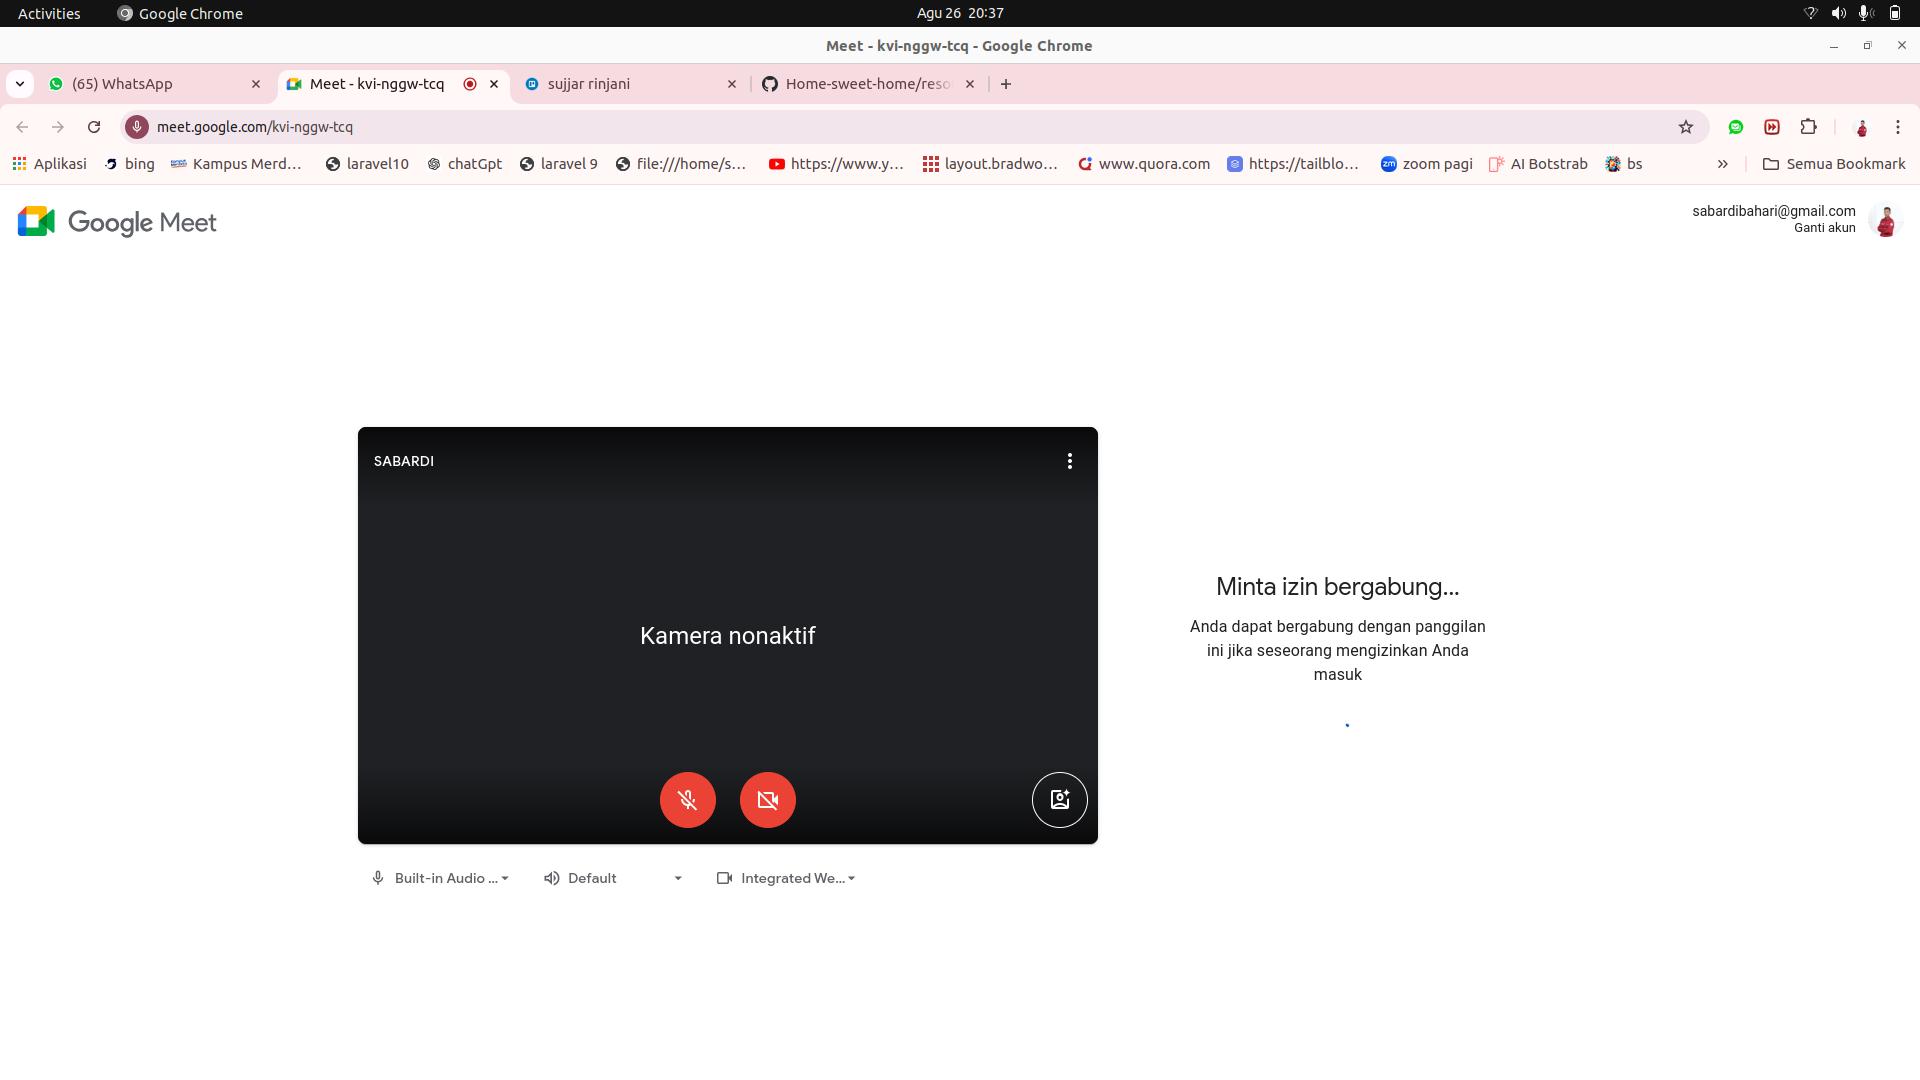 Activities
Google Chrome
Agu 26 20:37
Meet - kvi-nggw-tcq - Google Chrome
(65) WhatsApp
Meet - kvi-nggw-tcq
sujjar rinjani
Home-sweet-home/reso
meet.google.com/kvi-nggw-tcq
Aplikasi
bing
Kampus Merd...
laravel10
chatGpt
laravel 9
file:///home/s...
https://www.y...
layout.bradwo...
www.quora.com
https://tailblo...
zoom pagi
AI Botstrab
bs
Semua Bookmark
Google Meet
sabardibahari@gmail.com
Ganti akun
SABARDI
Kamera nonaktif
Minta izin bergabung...
Anda dapat bergabung dengan panggilan
ini jika seseorang mengizinkan Anda
masuk
Built-in Audio ...
Default
Integrated We...